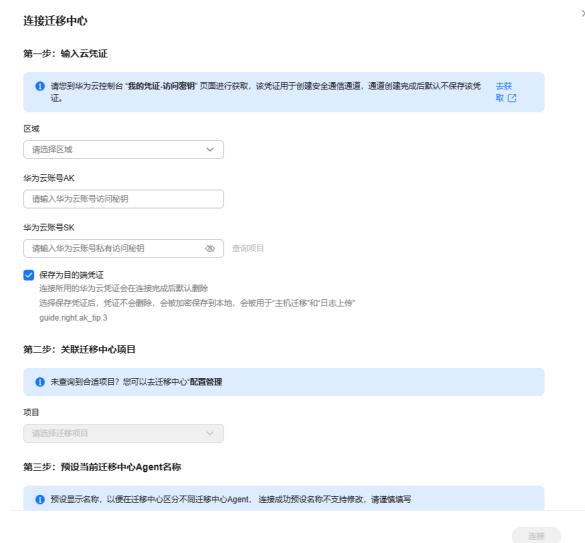 连接迁移中心
第一步：输入云凭证
请您到华为云控制台 “我的凭证-访问密钥” 页面进行获取，该凭证用于创建安全通信通道，通道创建完成后默认不保存该凭
证。
去获
取
区域
请选择区域
华为云账号AK
请输入华为云账号访问秘钥
华为云账号SK
请输入华为云账号私有访问秘钥
查询项目
保存为目的端凭证
连接所用的华为云凭证会在连接完成后默认删除
选择保存凭证后，凭证不会删除，会被加密保存到本地，会被用于“主机迁移”和“日志上传”
guide.right.ak_tip.3
第二步：关联迁移中心项目
未查询到合适项目？您可以去迁移中心“配置管理
项目
请选择迁移项目
第三步：预设当前迁移中心Agent名称
预设显示名称，以便在迁移中心区分不同迁移中心Agent， 连接成功预设名称不支持修改，请谨慎填写
连接